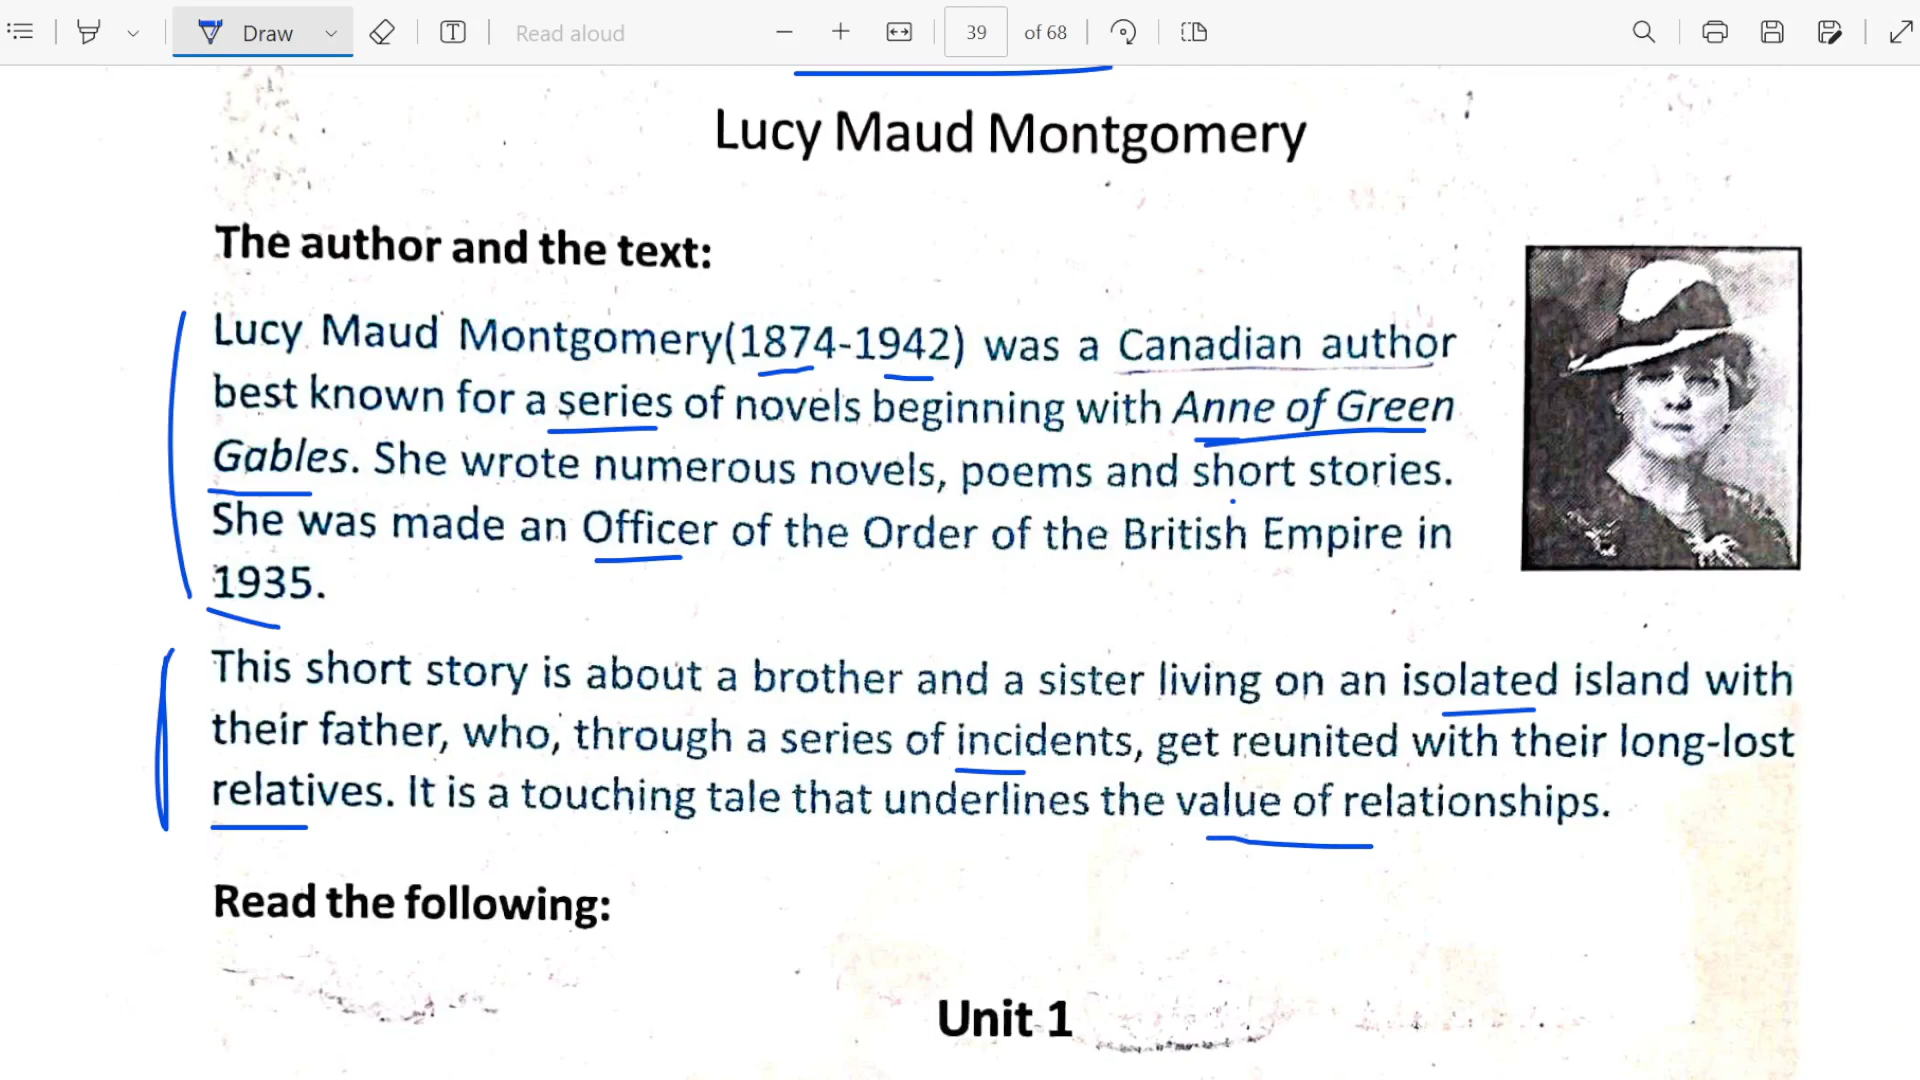 Draw
Read aloud
39 of 68
Lucy Maud Montgomery
The author and the text:
Lucy Maud Montgomery(1874-1942) was a Canadian author
best known for a series of novels beginning with Anne of Green
Gables. She wrote numerous novels, poems and short stories.
She was made an Officer of the Order of the British Empire in
1935.
This short story is about a brother and a sister living on an isolated island with
their father, who, through a series of incidents, get reunited with their long-lost
relatives. It is a touching tale that underlines the value of relationships.
Read the following:
Unit 1